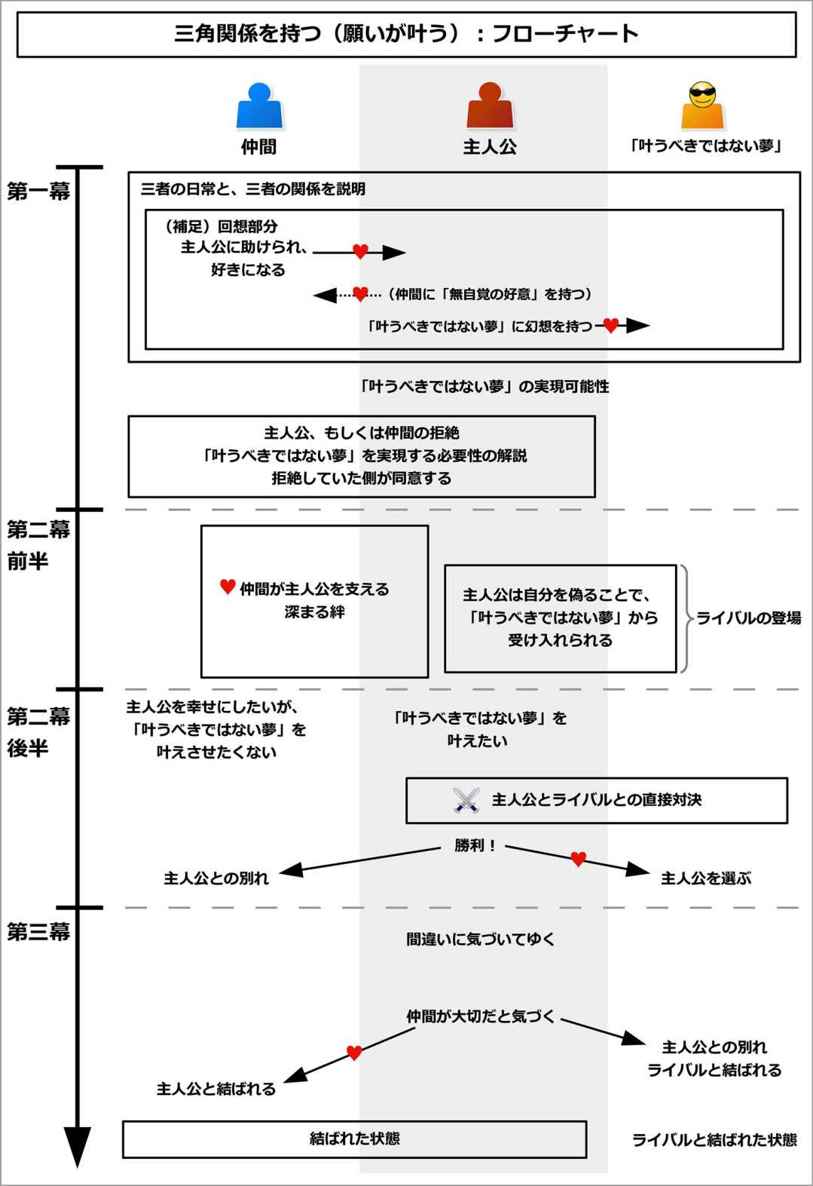 三角関係を持つ（願いが叶う）：フローチャート
仲間
主人公
「叶うべきではない夢」
第一幕
三者の日常と、三者の関係を説明
（補足）回想部分
主人公に助けられ、
好きになる
（仲間に「無自覚の好意」を持つ）
「叶うべきではない夢」に幻想を持つ
「叶うべきではない夢」の実現可能性
主人公、もしくは仲間の拒絶
「叶うべきではない夢」を実現する必要性の解説
拒絶していた側が同意する
第二幕
前半
仲間が主人公を支える
深まる絆
主人公は自分を偽ることで、
「叶うべきではない夢」から
受け入れられる
ライバルの登場
第二幕
後半
主人公を幸せにしたいが、
「叶うべきではない夢」を
叶えさせたくない
「叶うべきではない夢」を
叶えたい
主人公とライバルとの直接対決
勝利！
主人公との別れ
主人公を選ぶ
第三幕
間違いに気づいてゆく
仲間が大切だと気づく
主人公との別れ
ライバルと結ばれる
主人公と結ばれる
結ばれた状態
ライバルと結ばれた状態